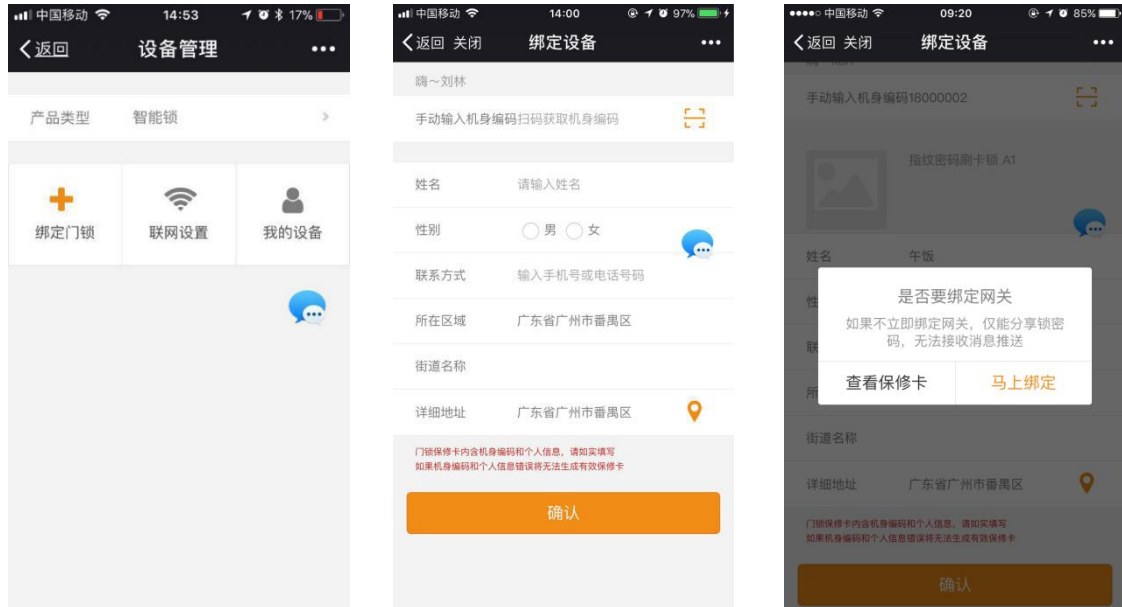 中国移动 14:53 17%
返回 设备管理
产品类型 智能锁
绑定门锁 联网设置 我的设备
中国移动 14:00 97%
返回 关闭 绑定设备
嗨～刘林
手动输入机身编码扫码获取机身编码
姓名 请输入姓名
性别 男 女
联系方式 输入手机号或电话号码
所在区域 广东省广州市番禺区
街道名称
详细地址 广东省广州市番禺区
门锁保修卡内含机身编码和个人信息，请如实填写
如果机身编码和个人信息错误将无法生成有效保修卡
确认
中国移动 09:20 85%
返回 关闭 绑定设备
手动输入机身编码18000002
指纹密码刷卡锁 A1
姓名 午饭
性
是否要绑定网关
如果不立即绑定网关，仅能分享锁密
码，无法接收消息推送
联
查看保修卡 马上绑定
所
街道名称
详细地址 广东省广州市番禺区
门锁保修卡内含机身编码和个人信息，请如实填写
如果机身编码和个人信息错误将无法生成有效保修卡
确认